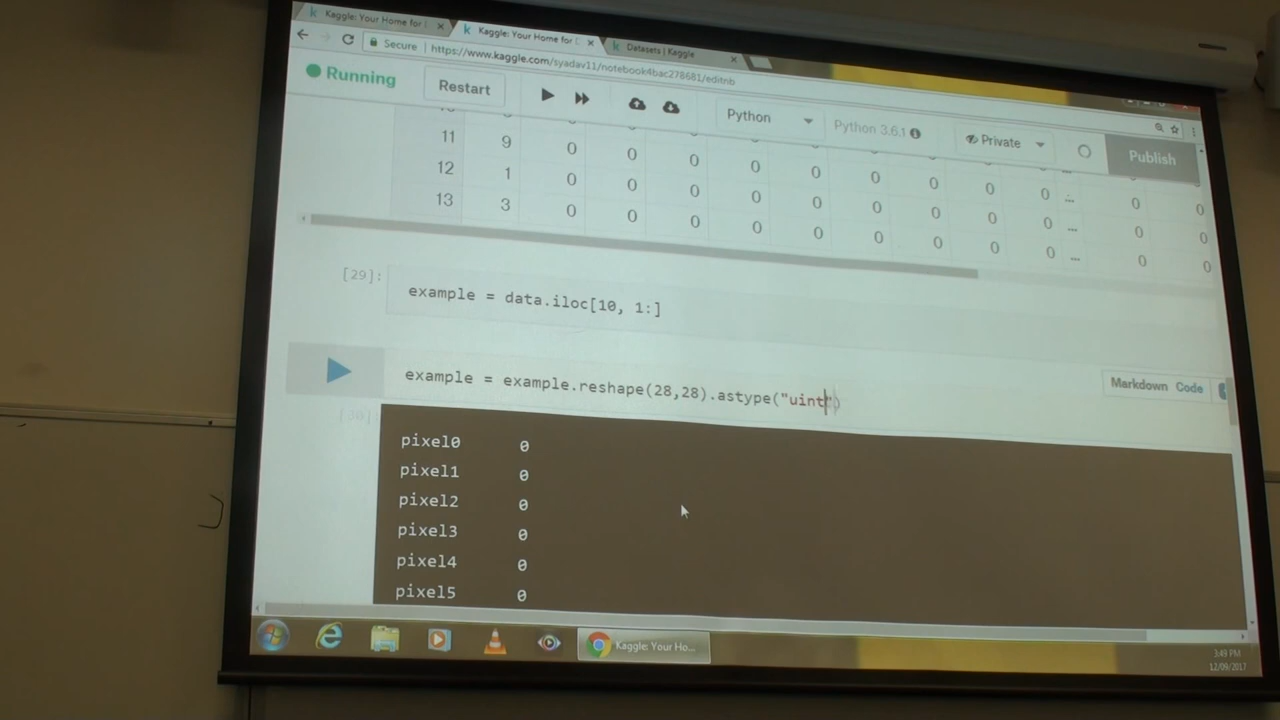 Kaggle: Your Home for
Kaggle: Your Home for D
Datasets | Kaggle
Secure | https://www.kaggle.com/syadav11/notebook4bac278681/editnb
Running Restart Python Python 3.6.1 Private Publish
11 9 0 0 0 0 0 0 0 0 0 ... 0 0
12 1 0 0 0 0 0 0 0 0 0 ... 0 0
13 3 0 0 0 0 0 0 0 0 0 ... 0 0
[29]: example = data.iloc[10, 1:]
example = example.reshape(28,28).astype("uint")
Markdown Code
[30]:
pixel0 0
pixel1 0
pixel2 0
pixel3 0
pixel4 0
pixel5 0
Kaggle: Your Ho...
3:49 PM
12/09/2017